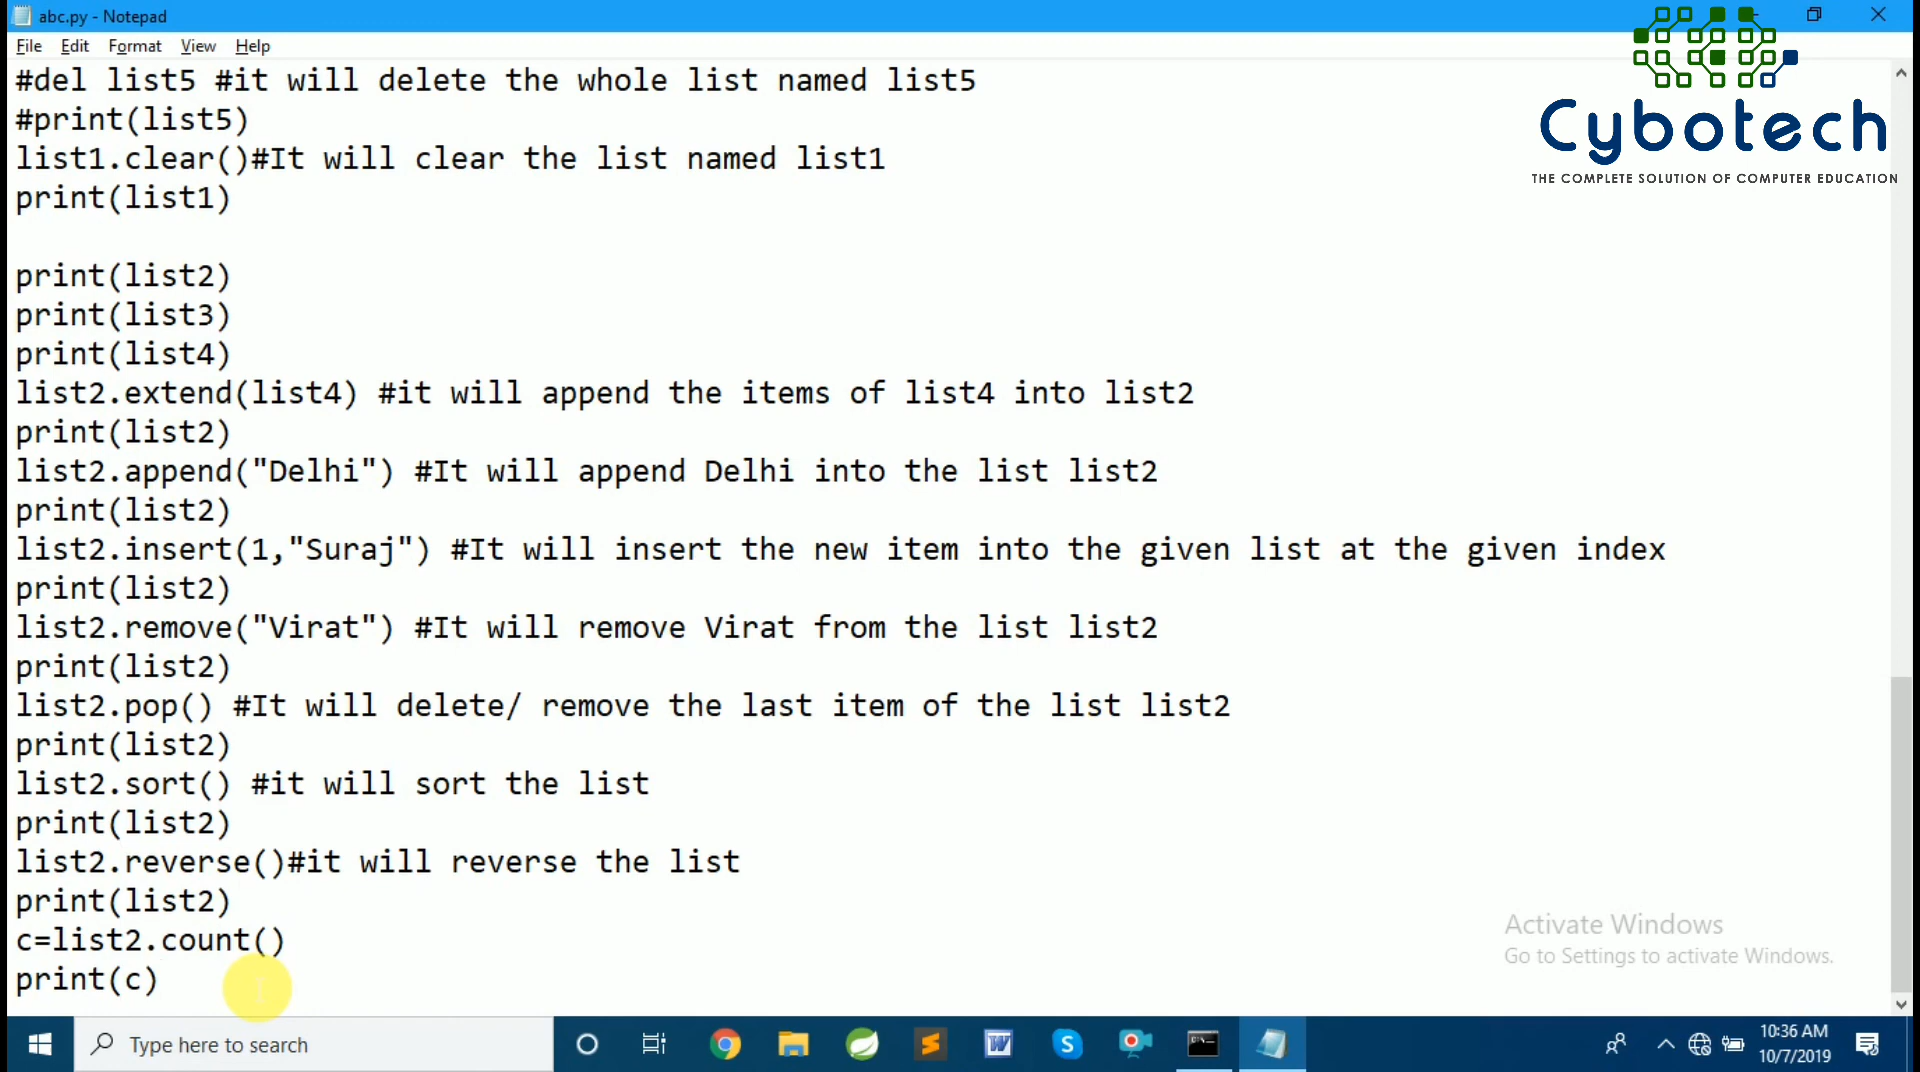 abc.py - Notepad
File Edit Format View Help
#del list5 #it will delete the whole list named list5
#print(list5)
list1.clear()#It will clear the list named list1
print(list1)
print(list2)
print(list3)
print(list4)
list2.extend(list4) #it will append the items of list4 into list2
print(list2)
list2.append("Delhi") #It will append Delhi into the list list2
print(list2)
list2.insert(1,"Suraj") #It will insert the new item into the given list at the given index
print(list2)
list2.remove("Virat") #It will remove Virat from the list list2
print(list2)
list2.pop() #It will delete/ remove the last item of the list list2
print(list2)
list2.sort() #it will sort the list
print(list2)
list2.reverse()#it will reverse the list
print(list2)
c=list2.count()
print(c)
Cybotech
THE COMPLETE SOLUTION OF COMPUTER EDUCATION
Activate Windows
Go to Settings to activate Windows.
Type here to search
10:36 AM
10/7/2019